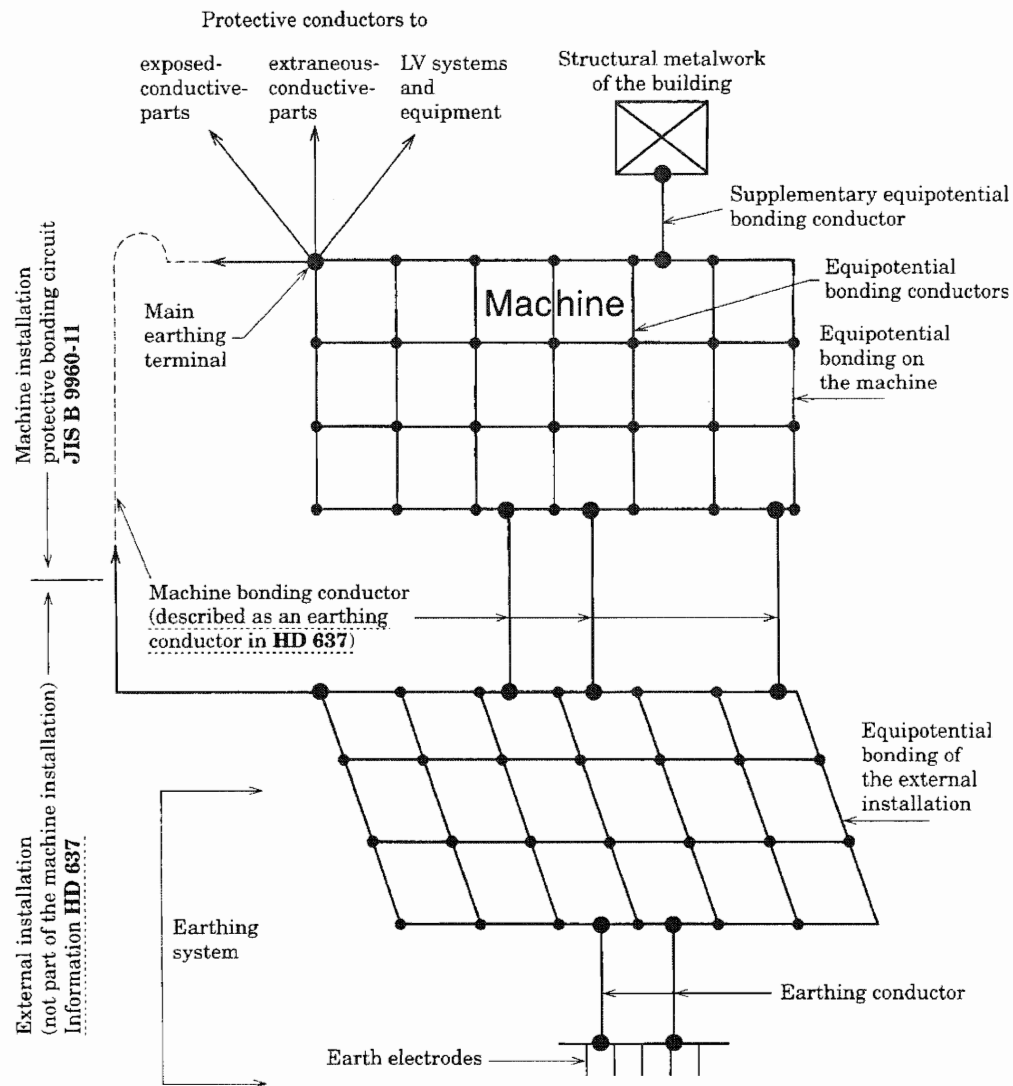 Protective conductors to
exposed-
conductive-
parts
extraneous-
conductive-
parts
LV systems
and
equipment
Structural metalwork
of the building
Supplementary equipotential
bonding conductor
Machine
Equipotential
bonding conductors
Main
earthing
terminal
Equipotential
bonding on
the machine
Machine installation
protective bonding circuit
JIS B 9960-11
Machine bonding conductor
(described as an earthing
conductor in HD 637)
Equipotential
bonding of
the external
installation
External installation
(not part of the machine installation)
Information HD 637
Earthing
system
Earthing conductor
Earth electrodes